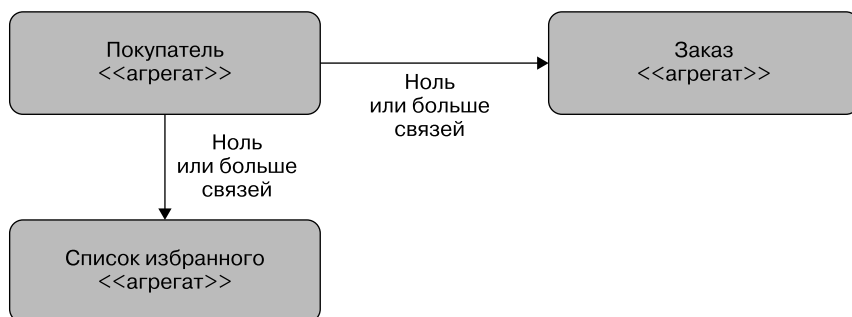 Покупатель
<<агрегат>>
Заказ
<<агрегат>>
Ноль
или больше
связей
Ноль
или больше
связей
Список избранного
<<агрегат>>